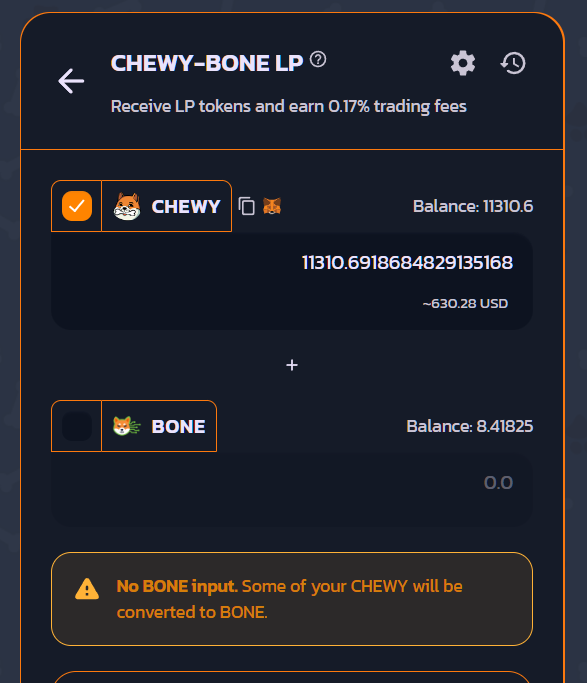 CHEWY-BONE LP
Receive LP tokens and earn 0.17% trading fees
CHEWY
Balance: 11310.6
11310.6918684829135168
~630.28 USD
+
BONE
Balance: 8.41825
0.0
No BONE input. Some of your CHEWY will be
converted to BONE.